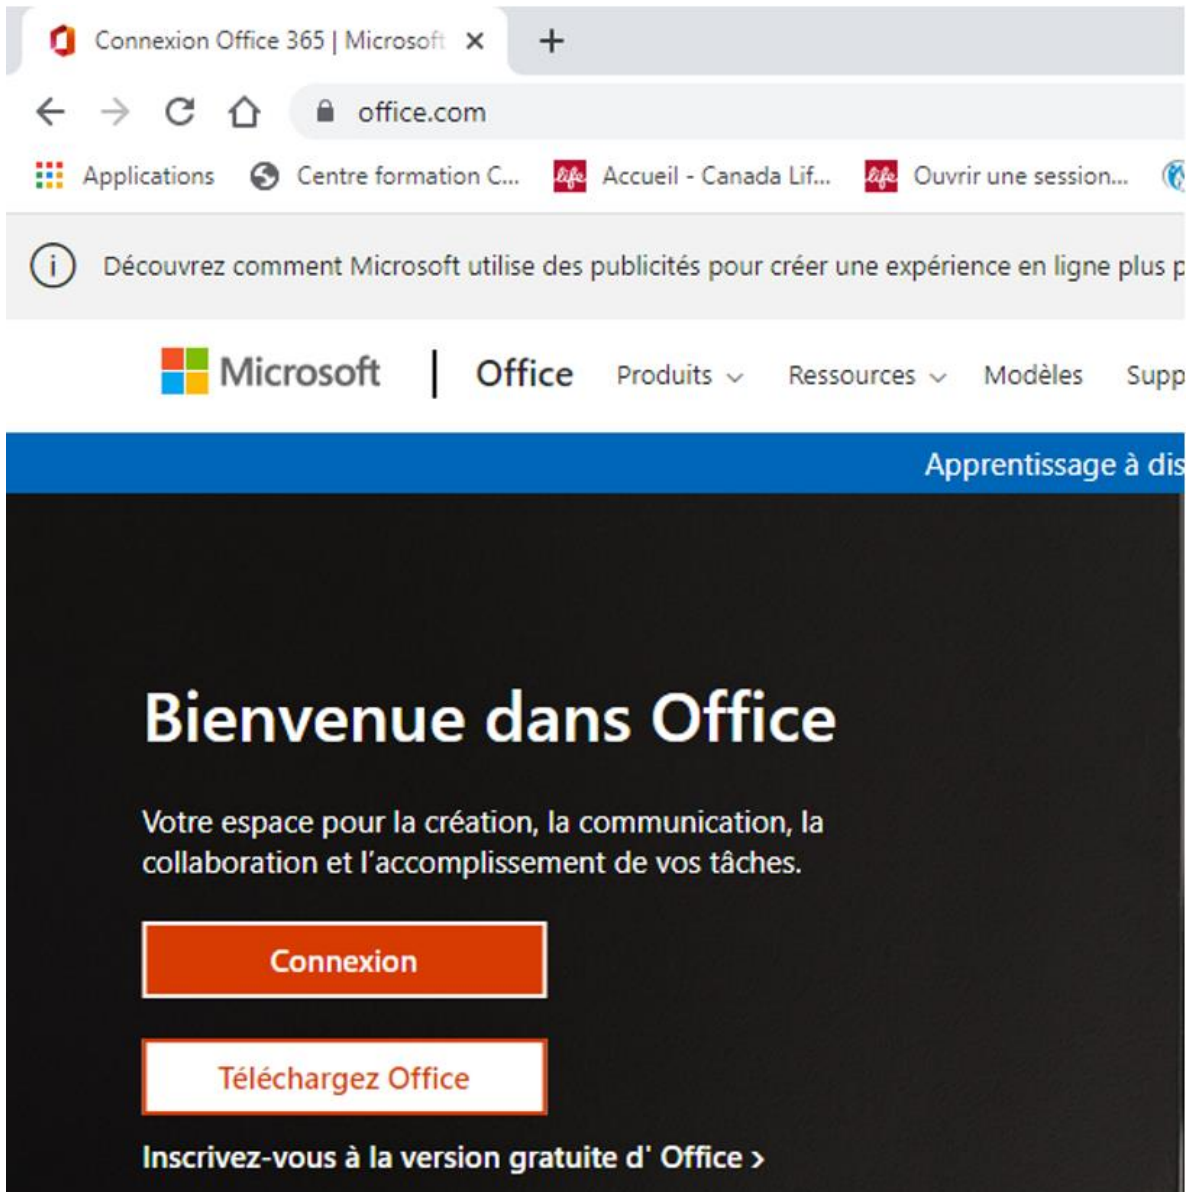 Connexion Office 365 | Microsoft
office.com
Applications Centre formation C... life Accueil - Canada Lif... life Ouvrir une session...
Découvrez comment Microsoft utilise des publicités pour créer une expérience en ligne plus p
Microsoft | Office Produits Ressources Modèles Supp
Apprentissage à dis
Bienvenue dans Office
Votre espace pour la création, la communication, la
collaboration et l'accomplissement de vos tâches.
Connexion
Téléchargez Office
Inscrivez-vous à la version gratuite d' Office >